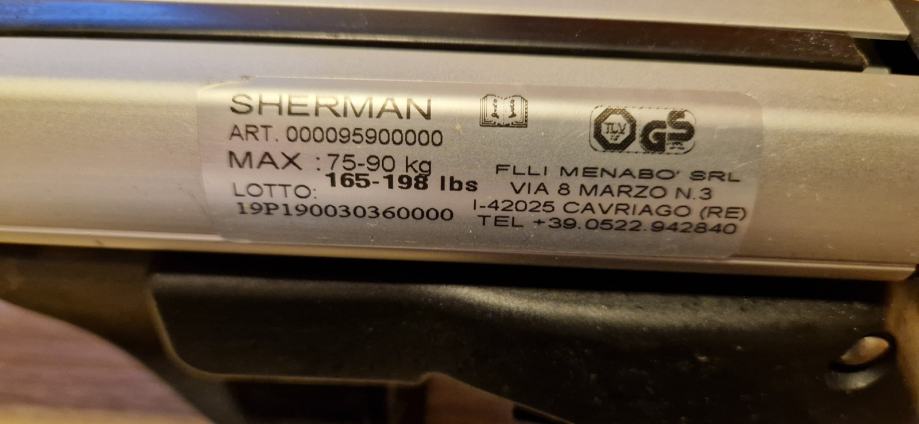 SHERMAN
ART. 000095900000
MAX : 75-90 kg
165-198 lbs
LOTTO:
19P190030360000
TÜV
GS
FLLI MENABO' SRL
VIA 8 MARZO N.3
I-42025 CAVRIAGO (RE)
TEL +39.0522.942840